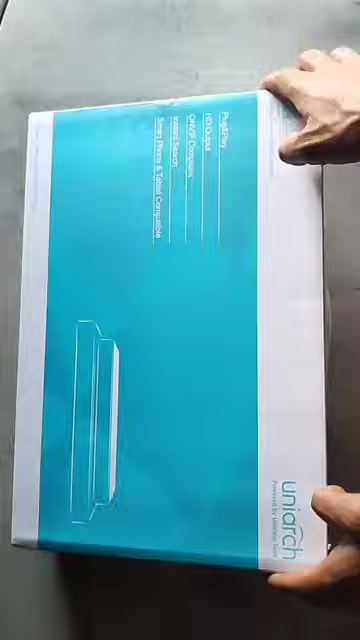 uniarch
Powered by Uniview Tech
Plug&Play
HD Output
ONVIF Compliant
Instant Search
Smart Phone & Tablet Compatible